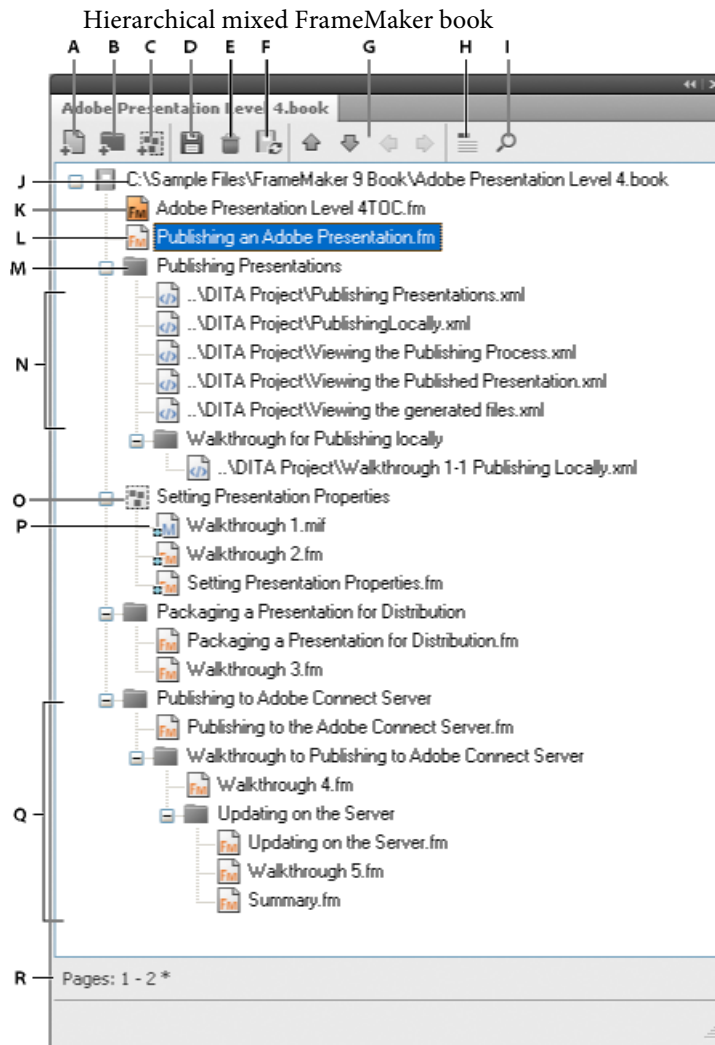 Hierarchical mixed FrameMaker book
A B C D E F G H I
Adobe Presentation Level 4.book
J C:\Sample Files\FrameMaker 9 Book\Adobe Presentation Level 4.book
K Adobe Presentation Level 4TOC.fm
L Publishing an Adobe Presentation.fm
M Publishing Presentations
..\DITA Project\Publishing Presentations.xml
..\DITA Project\PublishingLocally.xml
N ..\DITA Project\Viewing the Publishing Process.xml
..\DITA Project\Viewing the Published Presentation.xml
..\DITA Project\Viewing the generated files.xml
Walkthrough for Publishing locally
..\DITA Project\Walkthrough 1-1 Publishing Locally.xml
O Setting Presentation Properties
P Walkthrough 1.mif
Walkthrough 2.fm
Setting Presentation Properties.fm
Packaging a Presentation for Distribution
Packaging a Presentation for Distribution.fm
Walkthrough 3.fm
Publishing to Adobe Connect Server
Publishing to the Adobe Connect Server.fm
Walkthrough to Publishing to Adobe Connect Server
Walkthrough 4.fm
Q Updating on the Server
Updating on the Server.fm
Walkthrough 5.fm
Summary.fm
R Pages: 1 - 2 *